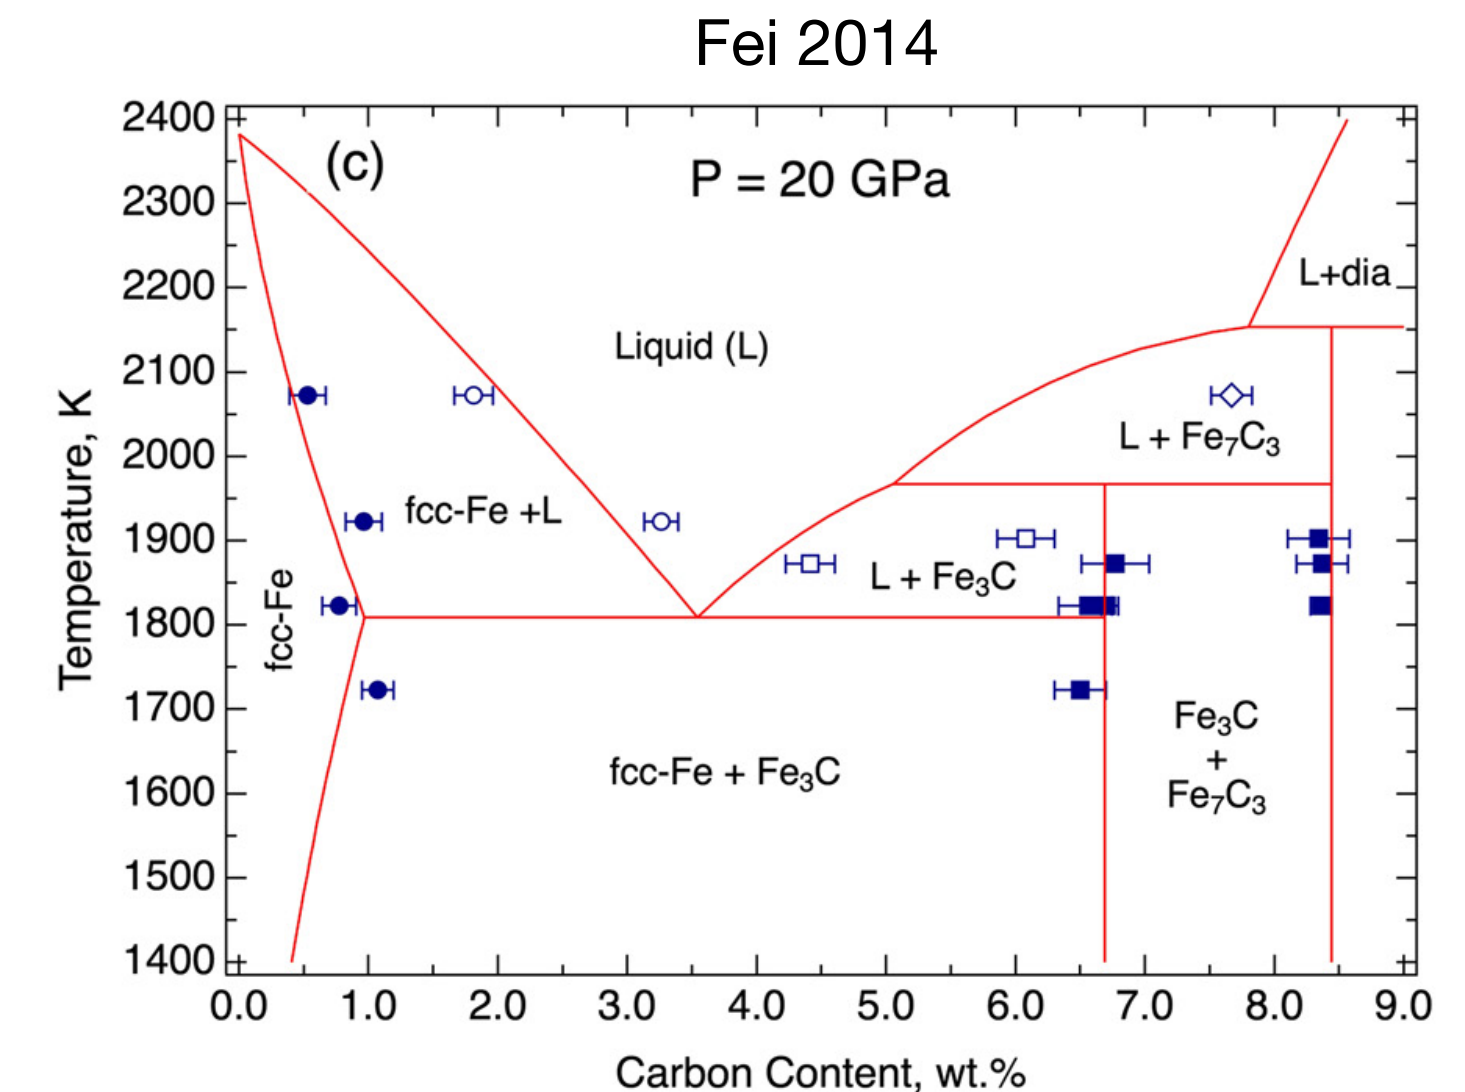 Fei 2014
2400
2300
2200
2100
2000
1900
1800
1700
1600
1500
1400
Temperature, K
(c)
P = 20 GPa
L+dia
Liquid (L)
L + Fe₇C₃
fcc-Fe +L
L + Fe₃C
fcc-Fe
Fe₃C
+
Fe₇C₃
fcc-Fe + Fe₃C
0.0 1.0 2.0 3.0 4.0 5.0 6.0 7.0 8.0 9.0
Carbon Content, wt.%